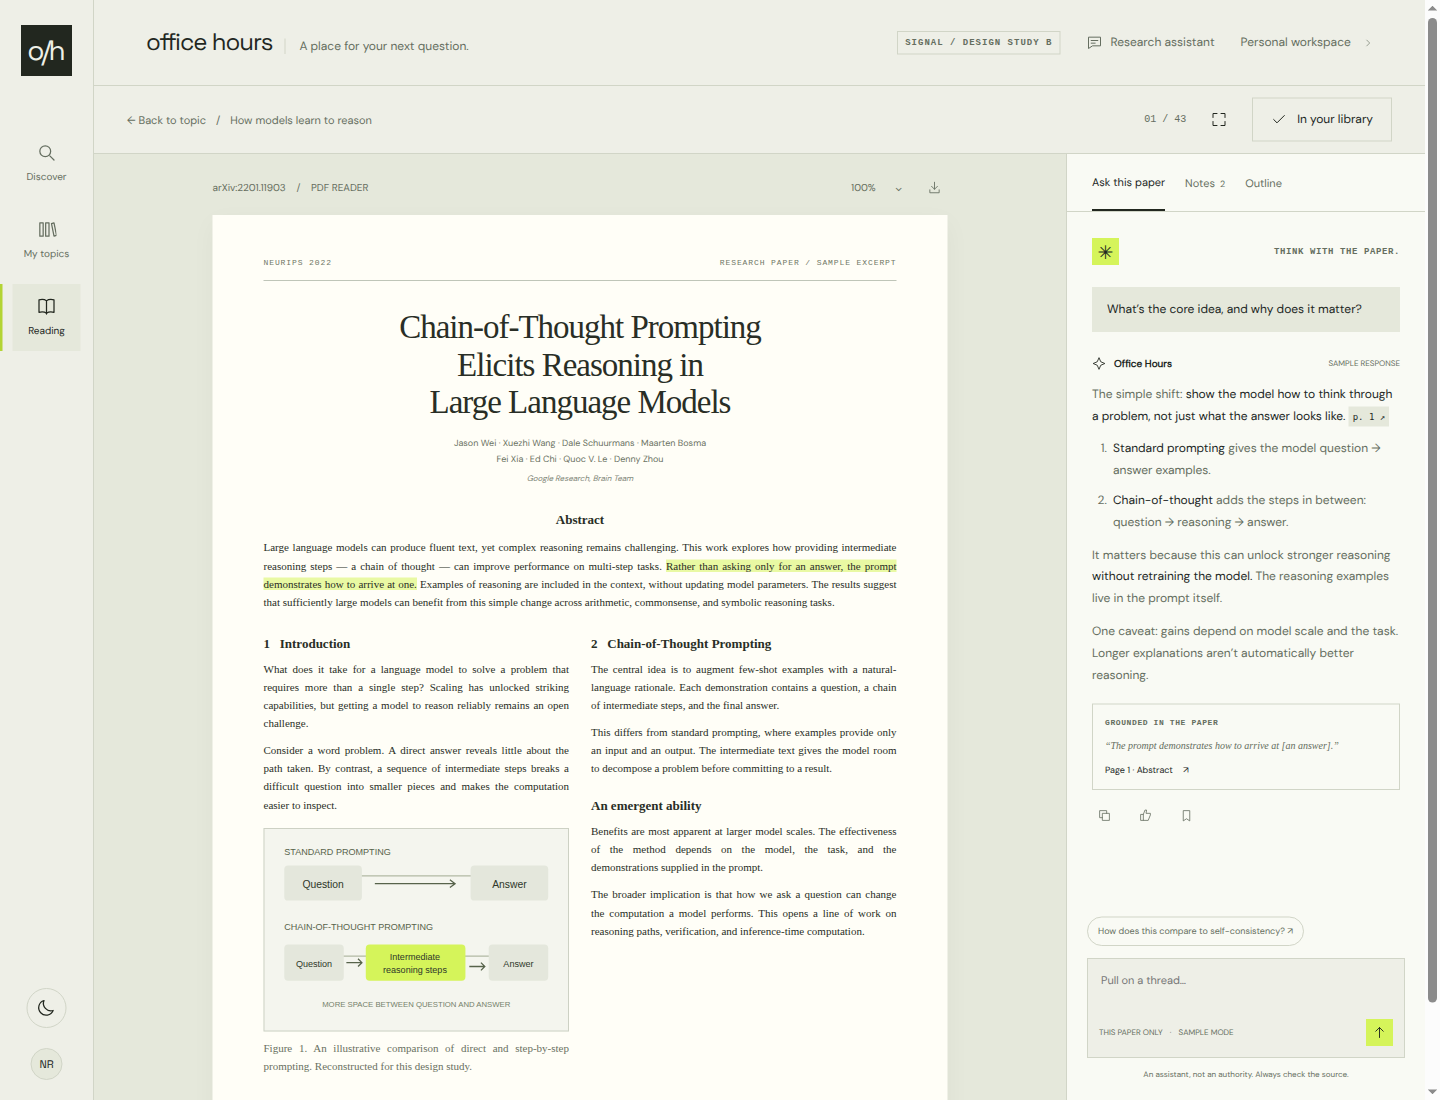 o/h
office hours
A place for your next question.
SIGNAL / DESIGN STUDY B
Research assistant
Personal workspace
← Back to topic / How models learn to reason
01 / 43
In your library
Discover
My topics
Reading
NR
arXiv:2201.11903 / PDF READER
100%
NEURIPS 2022
RESEARCH PAPER / SAMPLE EXCERPT
Chain-of-Thought Prompting
Elicits Reasoning in
Large Language Models
Jason Wei · Xuezhi Wang · Dale Schuurmans · Maarten Bosma
Fei Xia · Ed Chi · Quoc V. Le · Denny Zhou
Google Research, Brain Team
Abstract
Large language models can produce fluent text, yet complex reasoning remains challenging. This work explores how providing intermediate
reasoning steps — a chain of thought — can improve performance on multi-step tasks. Rather than asking only for an answer, the prompt
demonstrates how to arrive at one. Examples of reasoning are included in the context, without updating model parameters. The results suggest
that sufficiently large models can benefit from this simple change across arithmetic, commonsense, and symbolic reasoning tasks.
1 Introduction
What does it take for a language model to solve a problem that
requires more than a single step? Scaling has unlocked striking
capabilities, but getting a model to reason reliably remains an open
challenge.
Consider a word problem. A direct answer reveals little about the
path taken. By contrast, a sequence of intermediate steps breaks a
difficult question into smaller pieces and makes the computation
easier to inspect.
STANDARD PROMPTING
Question
Answer
CHAIN-OF-THOUGHT PROMPTING
Question
Intermediate
reasoning steps
Answer
MORE SPACE BETWEEN QUESTION AND ANSWER
Figure 1. An illustrative comparison of direct and step-by-step
prompting. Reconstructed for this design study.
2 Chain-of-Thought Prompting
The central idea is to augment few-shot examples with a natural-
language rationale. Each demonstration contains a question, a chain
of intermediate steps, and the final answer.
This differs from standard prompting, where examples provide only
an input and an output. The intermediate text gives the model room
to decompose a problem before committing to a result.
An emergent ability
Benefits are most apparent at larger model scales. The effectiveness
of the method depends on the model, the task, and the
demonstrations supplied in the prompt.
The broader implication is that how we ask a question can change
the computation a model performs. This opens a line of work on
reasoning paths, verification, and inference-time computation.
Ask this paper
Notes 2
Outline
THINK WITH THE PAPER.
What's the core idea, and why does it matter?
Office Hours
SAMPLE RESPONSE
The simple shift: show the model how to think through
a problem, not just what the answer looks like. p. 1 ↗
1. Standard prompting gives the model question →
answer examples.
2. Chain-of-thought adds the steps in between:
question → reasoning → answer.
It matters because this can unlock stronger reasoning
without retraining the model. The reasoning examples
live in the prompt itself.
One caveat: gains depend on model scale and the task.
Longer explanations aren't automatically better
reasoning.
GROUNDED IN THE PAPER
“The prompt demonstrates how to arrive at [an answer].”
Page 1 · Abstract ↗
How does this compare to self-consistency? ↗
Pull on a thread...
THIS PAPER ONLY · SAMPLE MODE
An assistant, not an authority. Always check the source.